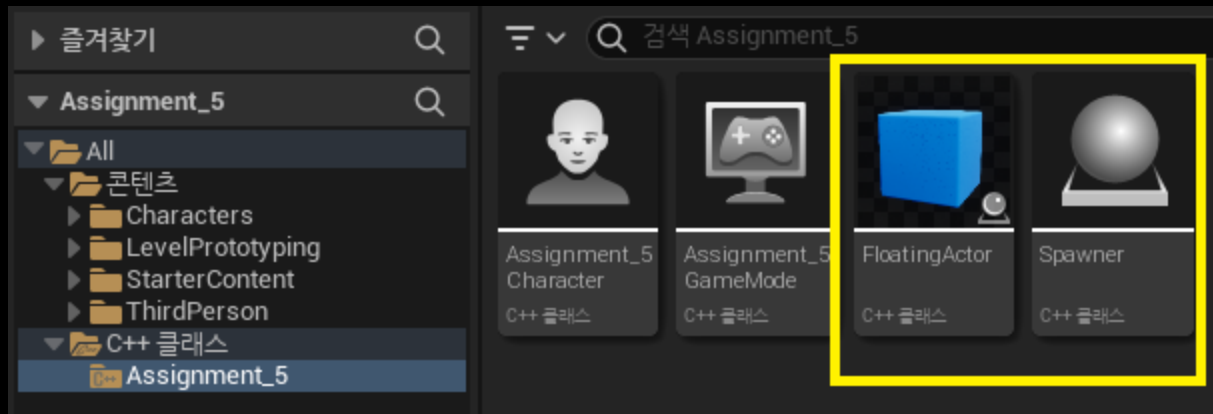 즐겨찾기
Assignment_5
All
콘텐츠
Characters
LevelPrototyping
StarterContent
ThirdPerson
C++ 클래스
C++ Assignment_5
검색 Assignment_5
Assignment_5
Character
C++ 클래스
Assignment_5
GameMode
C++ 클래스
FloatingActor
C++ 클래스
Spawner
C++ 클래스